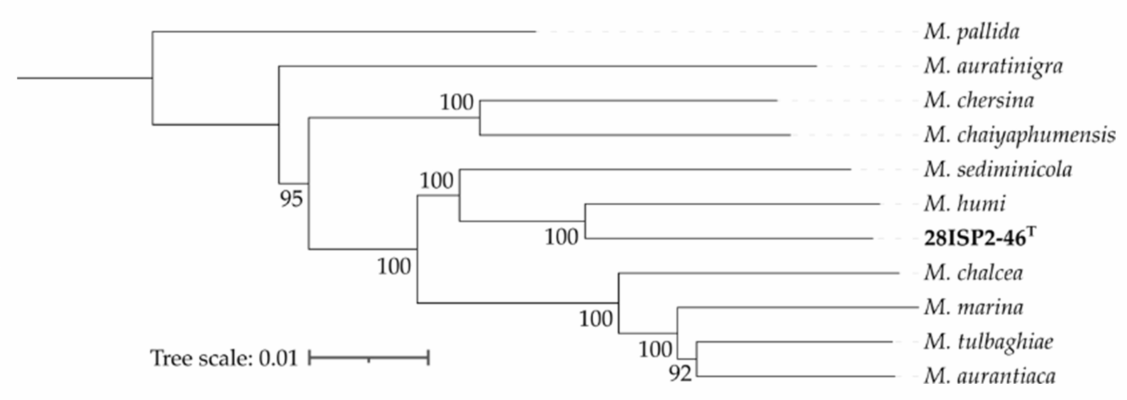 M. pallida
M. auratinigra
100 M. chersina
M. chaiyaphumensis
100 M. sediminicola
95
M. humi
100 28ISP2-46ᵀ
100
M. chalcea
100 M. marina
100 M. tulbaghiae
Tree scale: 0.01
92 M. aurantiaca